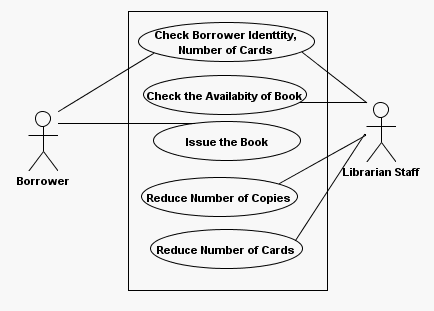 Check Borrower Identtity,
Number of Cards
Check the Availabity of Book
Issue the Book
Borrower
Librarian Staff
Reduce Number of Copies
Reduce Number of Cards